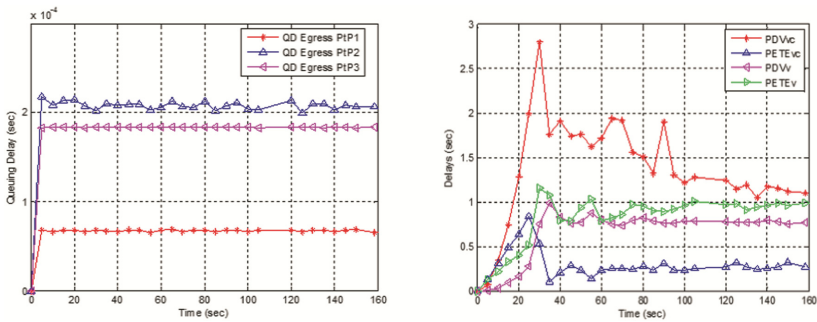 x 10⁻⁴
2
1
0
0 20 40 60 80 100 120 140 160
Queuing Delay (sec)
Time (sec)
QD Egress PtP1
QD Egress PtP2
QD Egress PtP3
3
2.5
2
1.5
1
0.5
0
0 20 40 60 80 100 120 140 160
Delays (sec)
Time (sec)
PDVvc
PETEvc
PDVv
PETEv